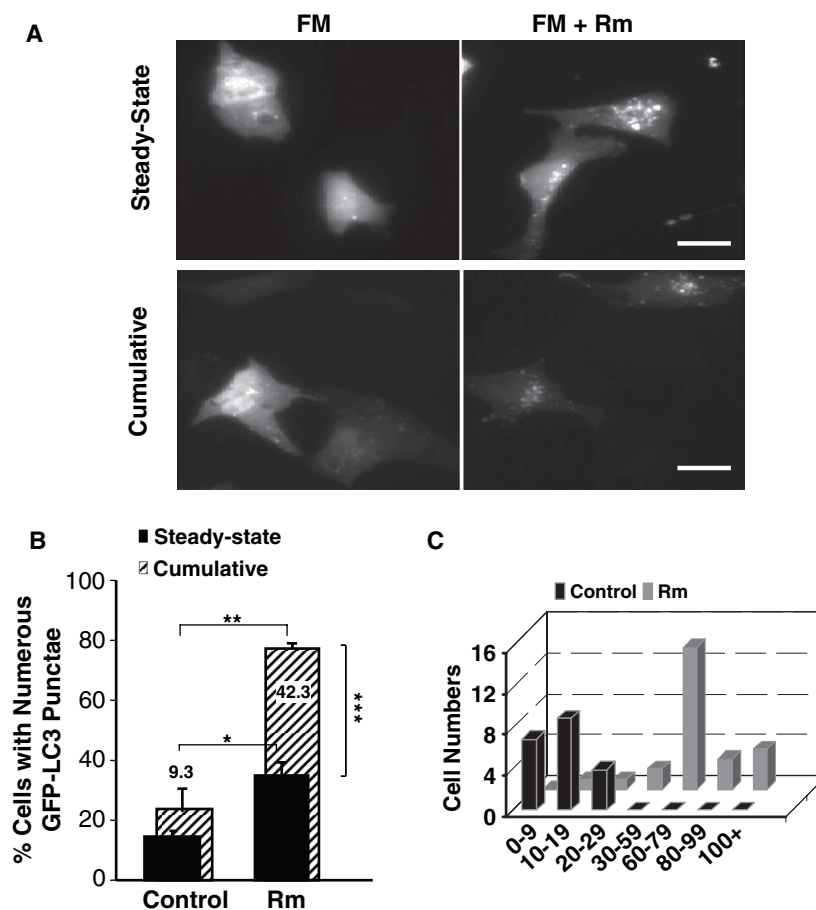 A
FM
FM + Rm
Steady-State
Cumulative
B
Steady-state
Cumulative
% Cells with Numerous
GFP-LC3 Punctae
100
80
60
40
20
0
**
*
***
9.3
42.3
Control
Rm
C
Control
Rm
Cell Numbers
16
12
8
4
0
0-9
10-19
20-29
30-59
60-79
80-99
100+